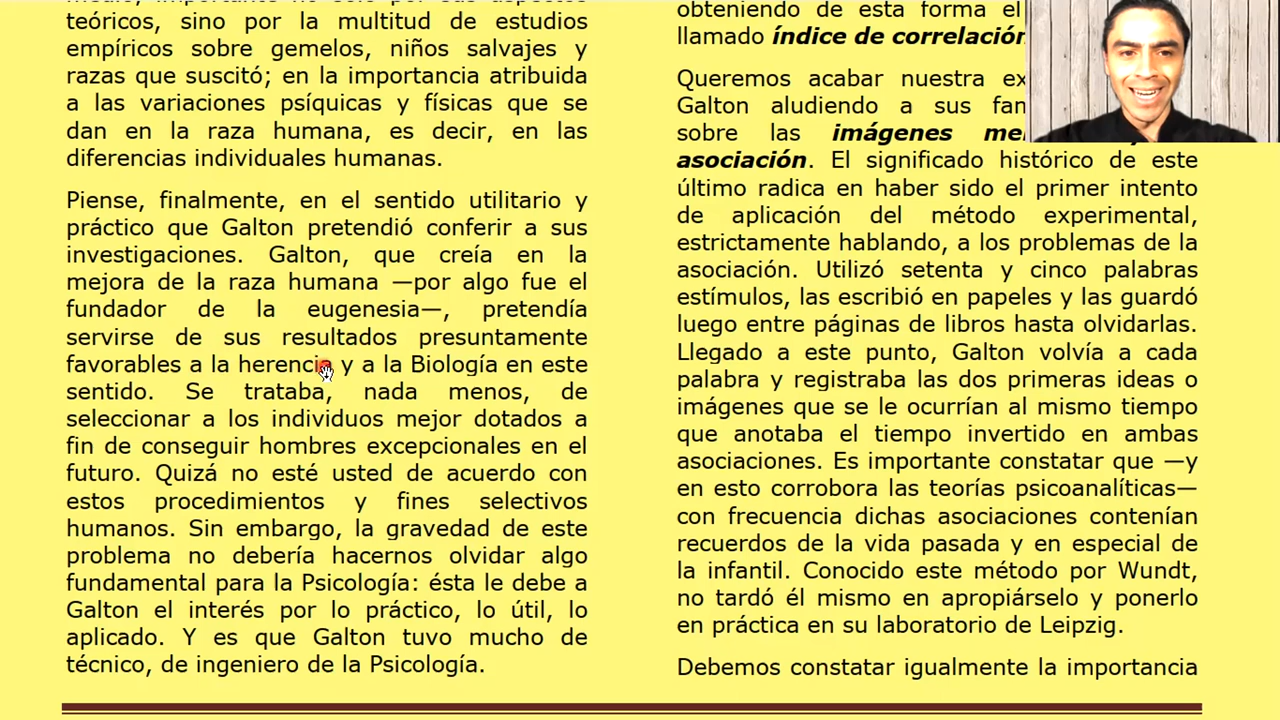 teóricos, sino por la multitud de estudios
empíricos sobre gemelos, niños salvajes y
razas que suscitó; en la importancia atribuida
a las variaciones psíquicas y físicas que se
dan en la raza humana, es decir, en las
diferencias individuales humanas.
Piense, finalmente, en el sentido utilitario y
práctico que Galton pretendió conferir a sus
investigaciones. Galton, que creía en la
mejora de la raza humana —por algo fue el
fundador de la eugenesia—, pretendía
servirse de sus resultados presuntamente
favorables a la herencia y a la Biología en este
sentido. Se trataba, nada menos, de
seleccionar a los individuos mejor dotados a
fin de conseguir hombres excepcionales en el
futuro. Quizá no esté usted de acuerdo con
estos procedimientos y fines selectivos
humanos. Sin embargo, la gravedad de este
problema no debería hacernos olvidar algo
fundamental para la Psicología: ésta le debe a
Galton el interés por lo práctico, lo útil, lo
aplicado. Y es que Galton tuvo mucho de
técnico, de ingeniero de la Psicología.
obteniendo de esta forma el
llamado índice de correlación
Queremos acabar nuestra
Galton aludiendo a sus
sobre las imágenes
asociación. El significado histórico de este
último radica en haber sido el primer intento
de aplicación del método experimental,
estrictamente hablando, a los problemas de la
asociación. Utilizó setenta y cinco palabras
estímulos, las escribió en papeles y las guardó
luego entre páginas de libros hasta olvidarlas.
Llegado a este punto, Galton volvía a cada
palabra y registraba las dos primeras ideas o
imágenes que se le ocurrían al mismo tiempo
que anotaba el tiempo invertido en ambas
asociaciones. Es importante constatar que —y
en esto corrobora las teorías psicoanalíticas—
con frecuencia dichas asociaciones contenían
recuerdos de la vida pasada y en especial de
la infantil. Conocido este método por Wundt,
no tardó él mismo en apropiárselo y ponerlo
en práctica en su laboratorio de Leipzig.
Debemos constatar igualmente la importancia